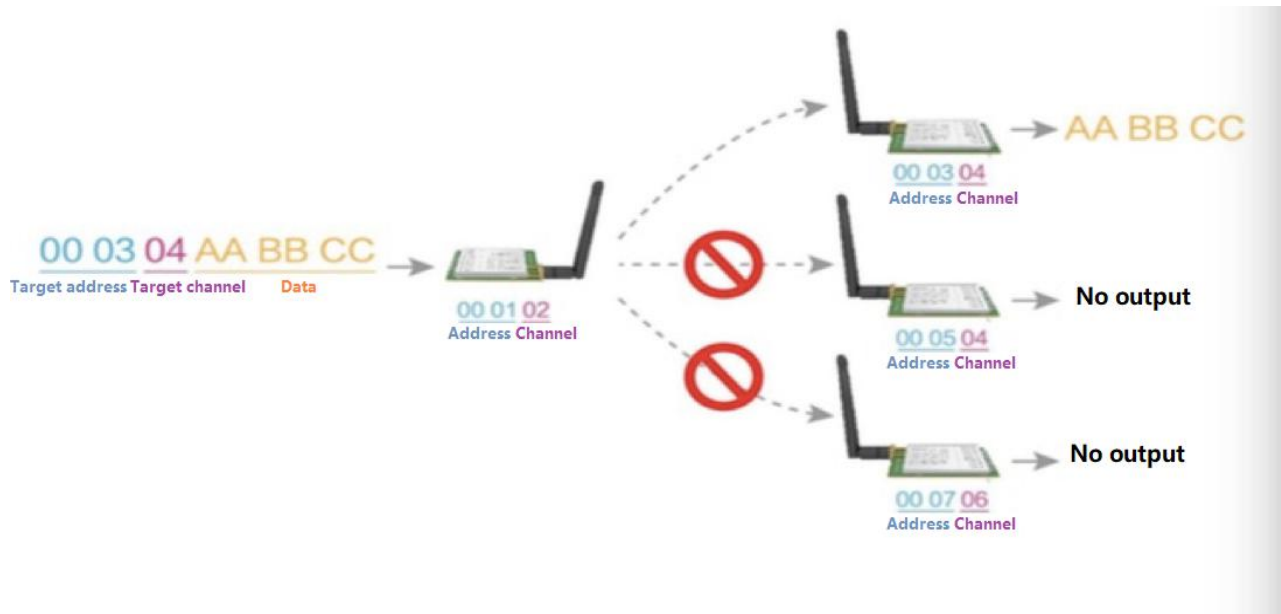 00 03 04 AA BB CC
Target address Target channel Data
00 01 02
Address Channel
00 03 04
Address Channel
AA BB CC
00 05 04
Address Channel
No output
00 07 06
Address Channel
No output